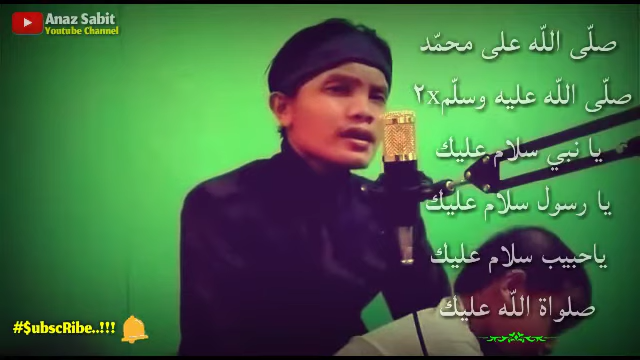 Anaz Sabit
Youtube Channel
صلّى اللّه على محمّد
صلّى اللّه عليه وسلّم٢x
يا نبي سلام عليك
يا رسول سلام عليك
ياحبيب سلام عليك
صلواة اللّه عليك
#$ubscRibe..!!!